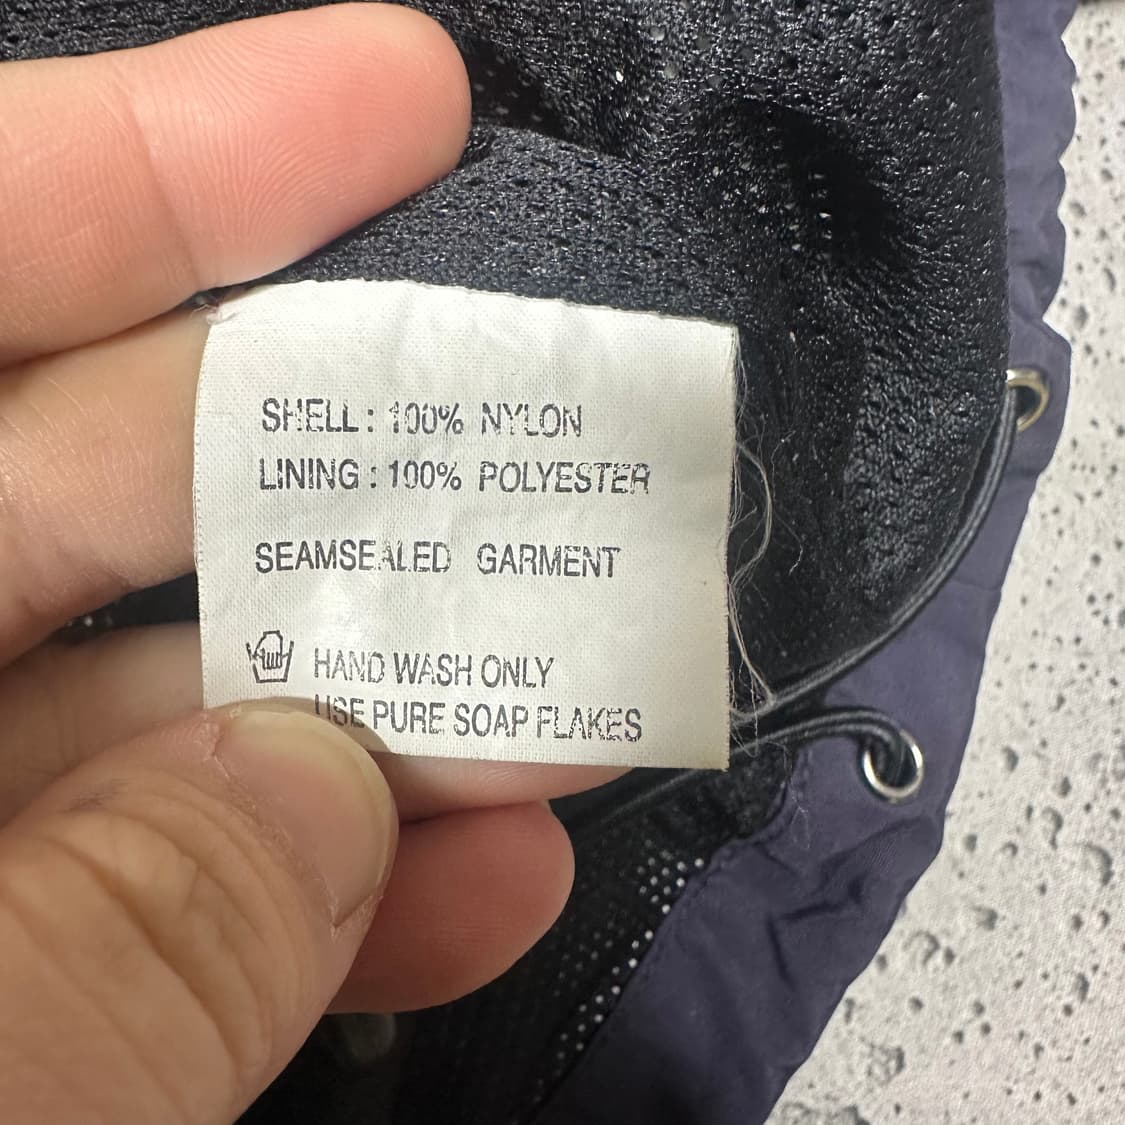 SHELL : 100% NYLON
LINING : 100% POLYESTER
SEAMSEALED GARMENT
HAND WASH ONLY
USE PURE SOAP FLAKES